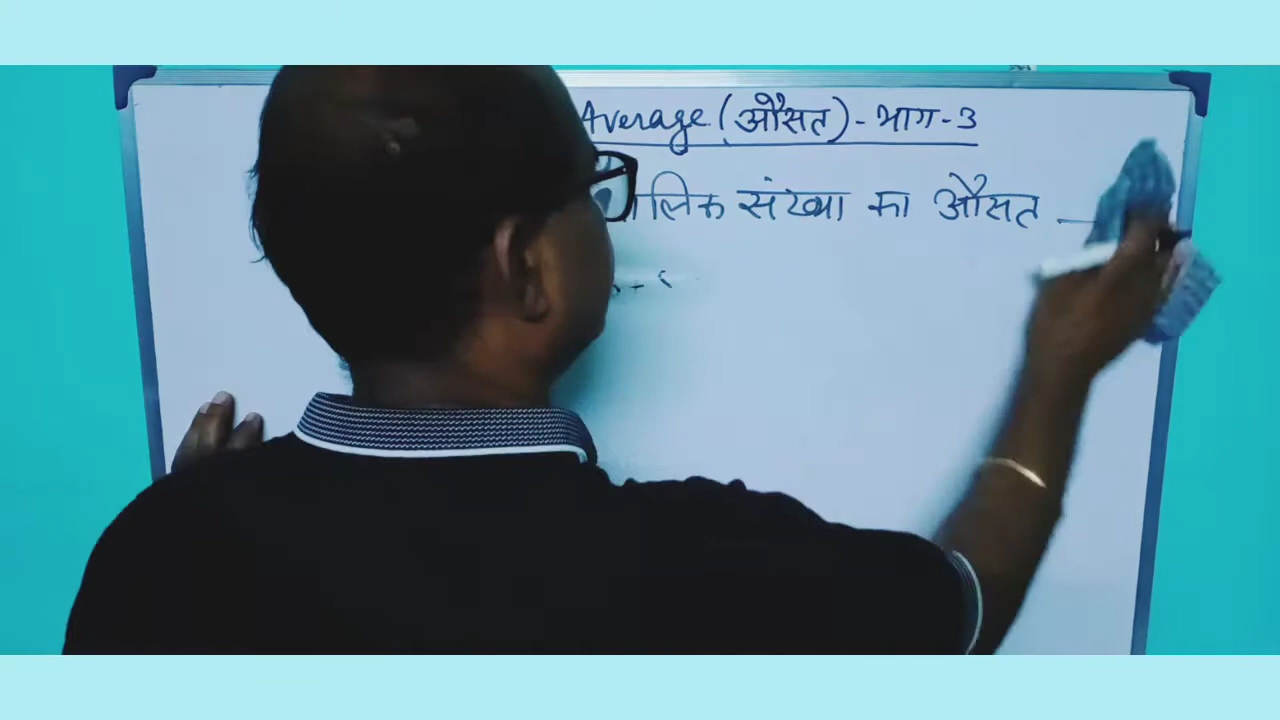 Average (औसत) - भाग - 3
संख्या का औसत